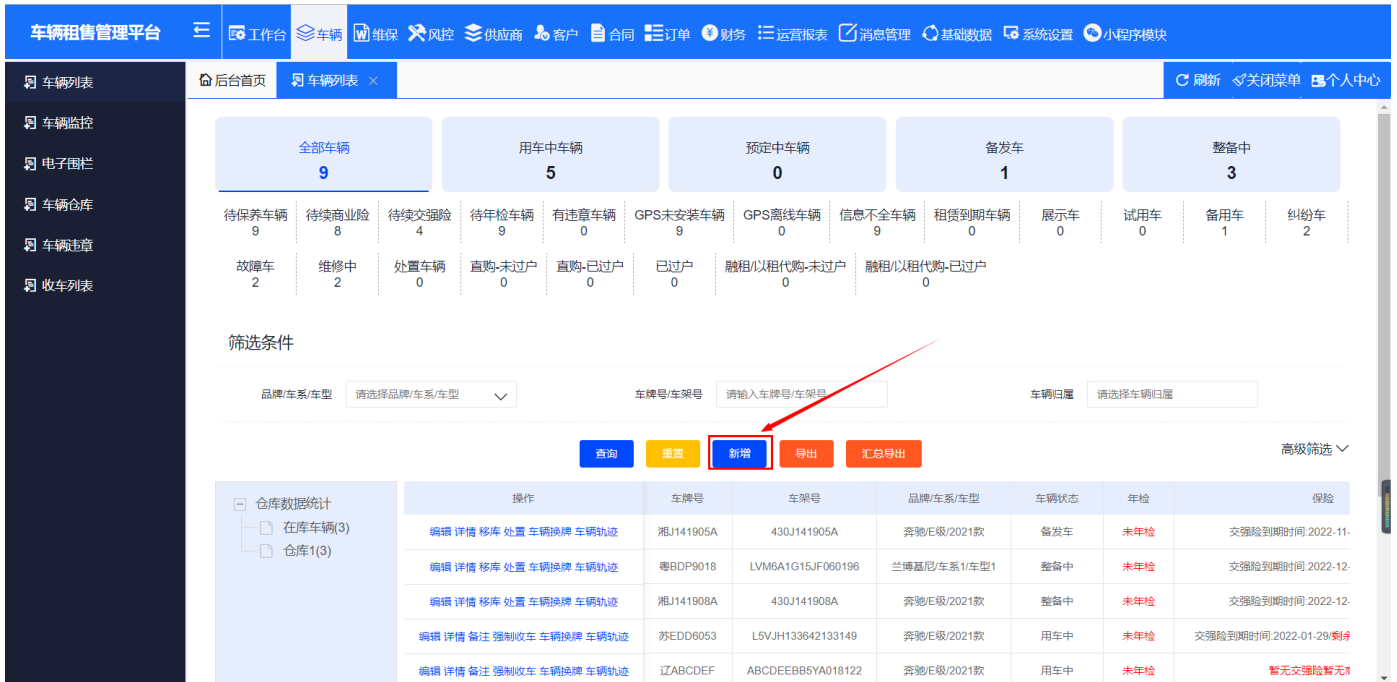 车辆租售管理平台 工作台 车辆 维保 风控 供应商 客户 合同 订单 财务 运营报表 消息管理 基础数据 系统设置 小程序模块
车辆列表
车辆监控
电子围栏
车辆仓库
车辆违章
收车列表
后台首页 车辆列表 刷新 关闭菜单 个人中心
全部车辆 用车中车辆 预定中车辆 备发车 整备中
9 5 0 1 3
待保养车辆 待续商业险 待续交强险 待年检车辆 有违章车辆 GPS未安装车辆 GPS离线车辆 信息不全车辆 租赁到期车辆 展示车 试用车 备用车 纠纷车
9 8 4 9 0 9 0 9 0 0 0 1 2
故障车 维修中 处置车辆 直购-未过户 直购-已过户 已过户 融租/以租代购-未过户 融租/以租代购-已过户
2 2 0 0 0 0 0 0
筛选条件
品牌/车系/车型 请选择品牌/车系/车型 车牌号/车架号 请输入车牌号/车架号 车辆归属 请选择车辆归属
查询 重置 新增 导出 汇总导出 高级筛选
仓库数据统计
在库车辆(3)
仓库1(3)
操作 车牌号 车架号 品牌/车系/车型 车辆状态 年检 保险
编辑 详情 移库 处置 车辆换牌 车辆轨迹 湘J141905A 430J141905A 奔驰/E级/2021款 备发车 未年检 交强险到期时间:2022-11-
编辑 详情 移库 处置 车辆换牌 车辆轨迹 粤BDP9018 LVM6A1G15JF060196 兰博基尼/车系1/车型1 整备中 未年检 交强险到期时间:2022-12-
编辑 详情 移库 处置 车辆换牌 车辆轨迹 湘J141908A 430J141908A 奔驰/E级/2021款 整备中 未年检 交强险到期时间:2022-12-
编辑 详情 备注 强制收车 车辆换牌 车辆轨迹 苏EDD6053 L5VJH133642133149 奔驰/E级/2021款 用车中 未年检 交强险到期时间:2022-01-29/剩余
编辑 详情 备注 强制收车 车辆换牌 车辆轨迹 辽ABCDEF ABCDEEBB5YA018122 奔驰/E级/2021款 用车中 未年检 暂无交强险暂无商